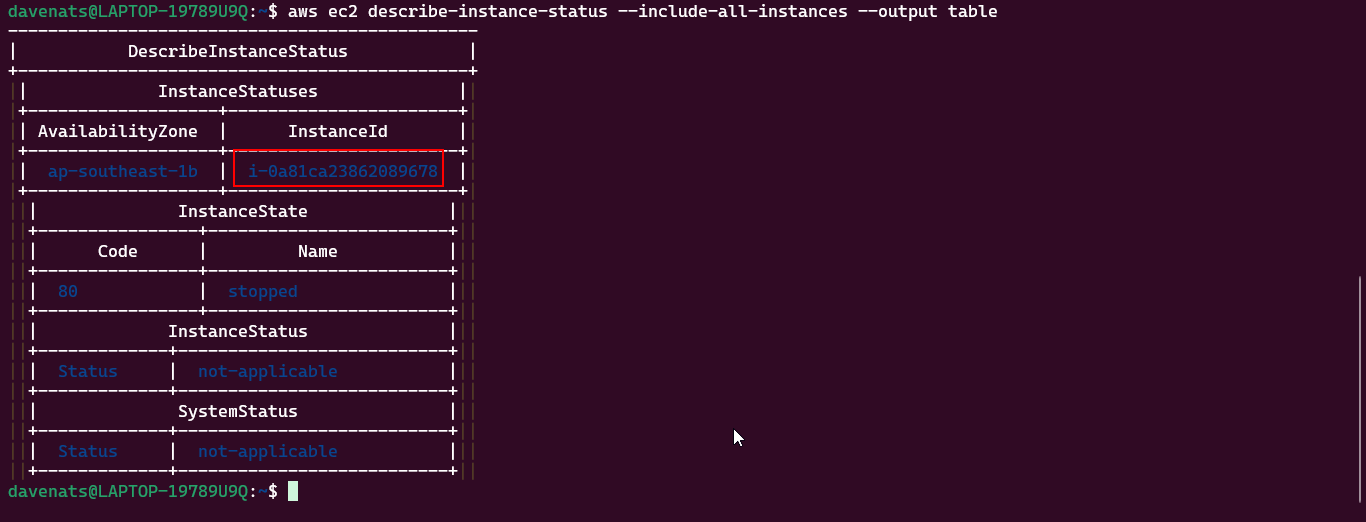 davenats@LAPTOP-19789U9Q:~$ aws ec2 describe-instance-status --include-all-instances --output table
DescribeInstanceStatus
InstanceStatuses
AvailabilityZone | InstanceId
ap-southeast-1b | i-0a81ca23862089678
InstanceState
Code | Name
80 | stopped
InstanceStatus
Status | not-applicable
SystemStatus
Status | not-applicable
davenats@LAPTOP-19789U9Q:~$